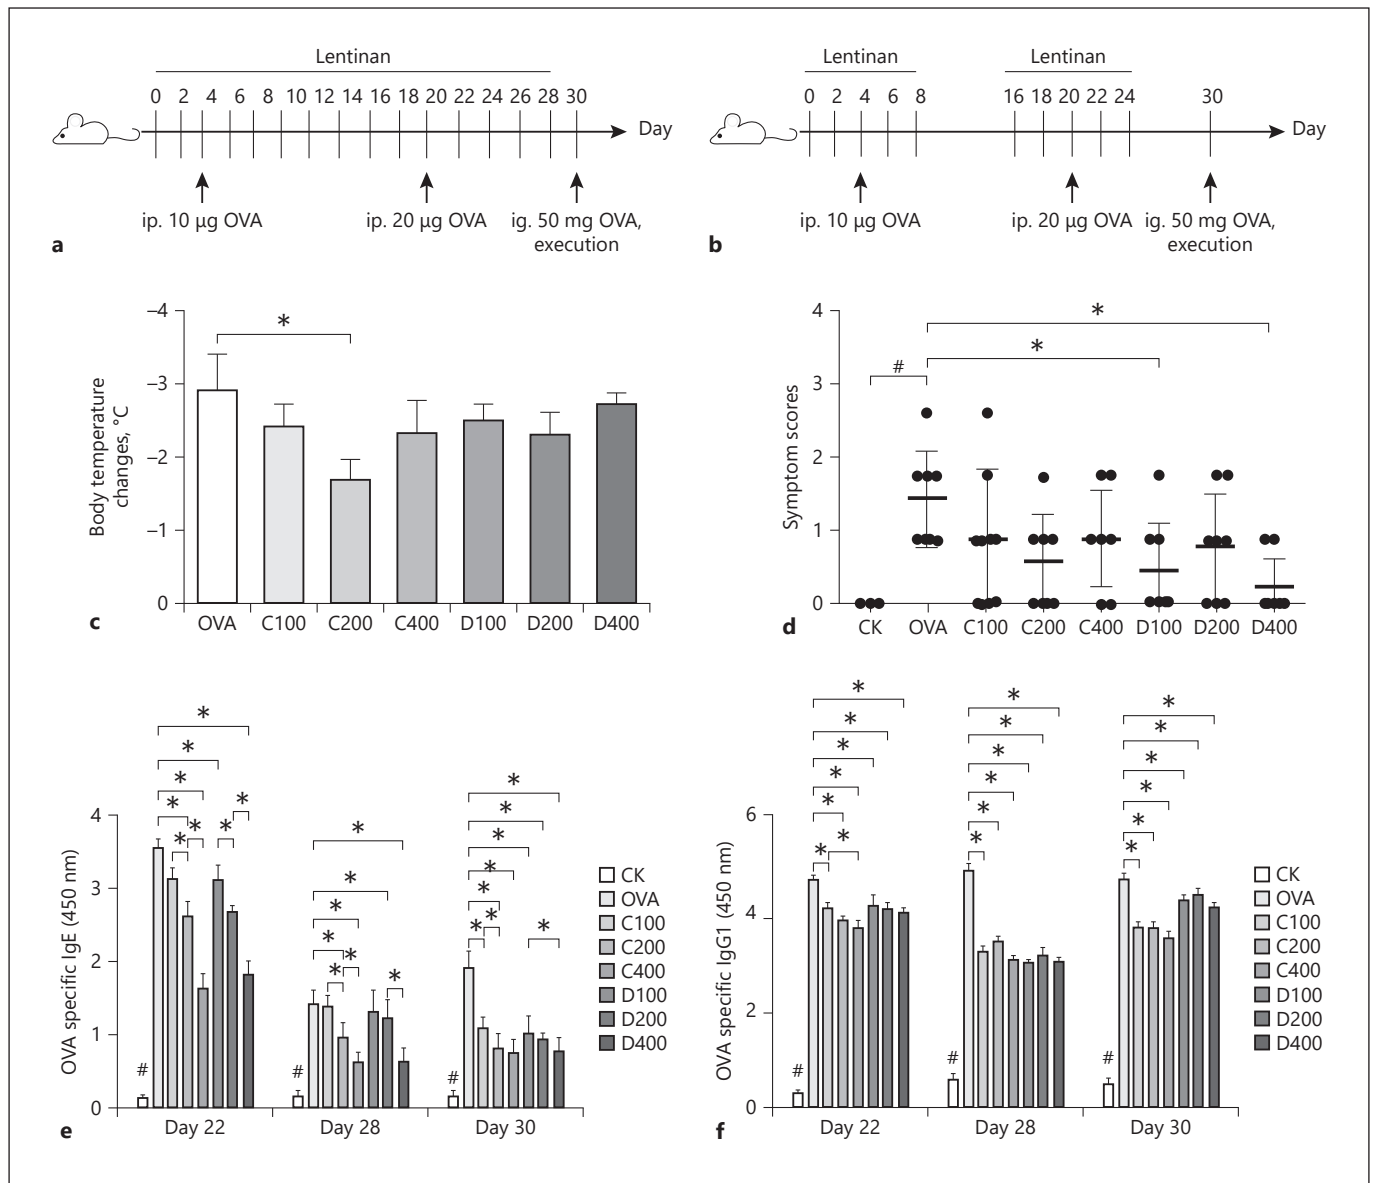 Lentinan
0 2 4 6 8 10 12 14 16 18 20 22 24 26 28 30
Day
ip. 10 µg OVA ip. 20 µg OVA ig. 50 mg OVA,
execution
a
Lentinan Lentinan
0 2 4 6 8 16 18 20 22 24 30
Day
ip. 10 µg OVA ip. 20 µg OVA ig. 50 mg OVA,
execution
b
Body temperature
changes, °C
–4
–3
–2
–1
0
*
OVA C100 C200 C400 D100 D200 D400
c
Symptom scores
4
3
2
1
0
*
*
#
CK OVA C100 C200 C400 D100 D200 D400
d
OVA specific IgE (450 nm)
4
3
2
1
0
* * * * * * * *
#
* * * * * * *
#
* * * * * * * *
#
Day 22 Day 28 Day 30
CK
OVA
C100
C200
C400
D100
D200
D400
e
OVA specific IgG1 (450 nm)
6
4
2
0
* * * * * * *
#
* * * * * *
#
* * * * * *
#
Day 22 Day 28 Day 30
CK
OVA
C100
C200
C400
D100
D200
D400
f